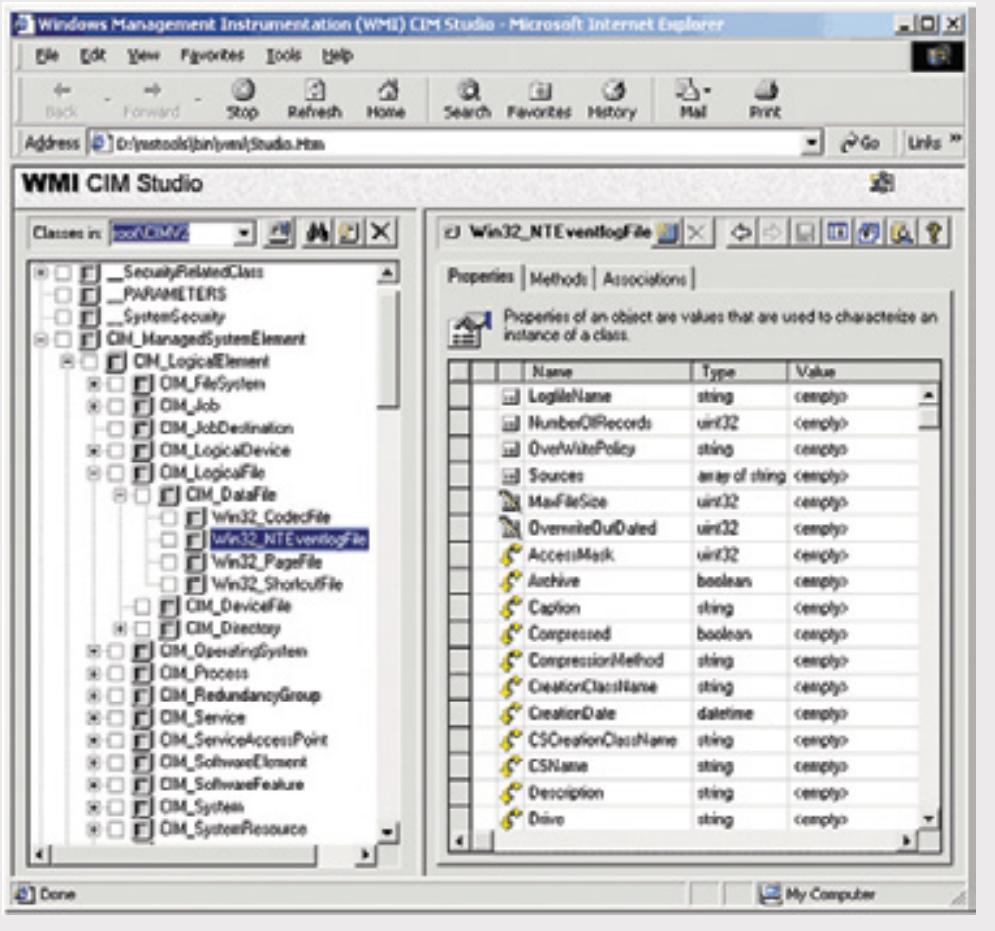 Windows Management Instrumentation (WMI) CIM Studio - Microsoft Internet Explorer
File Edit View Favorites Tools Help
Back Forward Stop Refresh Home Search Favorites History Mail Print
Address D:\mstools\bin\wmi\Studio.Htm Go Links »
WMI CIM Studio
Classes in: root\CIMV2
__SecurityRelatedClass
__PARAMETERS
__SystemSecurity
CIM_ManagedSystemElement
CIM_LogicalElement
CIM_FileSystem
CIM_Job
CIM_JobDestination
CIM_LogicalDevice
CIM_LogicalFile
CIM_DataFile
Win32_CodecFile
Win32_NTEventlogFile
Win32_PageFile
Win32_ShortcutFile
CIM_DeviceFile
CIM_Directory
CIM_OperatingSystem
CIM_Process
CIM_RedundancyGroup
CIM_Service
CIM_ServiceAccessPoint
CIM_SoftwareElement
CIM_SoftwareFeature
CIM_System
CIM_SystemResource
Win32_NTEventlogFile
Properties Methods Associations
Properties of an object are values that are used to characterize an
instance of a class.
Name Type Value
LogfileName string <empty>
NumberOfRecords uint32 <empty>
OverWritePolicy string <empty>
Sources array of string <empty>
MaxFileSize uint32 <empty>
OverwriteOutDated uint32 <empty>
AccessMask uint32 <empty>
Archive boolean <empty>
Caption string <empty>
Compressed boolean <empty>
CompressionMethod string <empty>
CreationClassName string <empty>
CreationDate datetime <empty>
CSCreationClassName string <empty>
CSName string <empty>
Description string <empty>
Drive string <empty>
Done My Computer